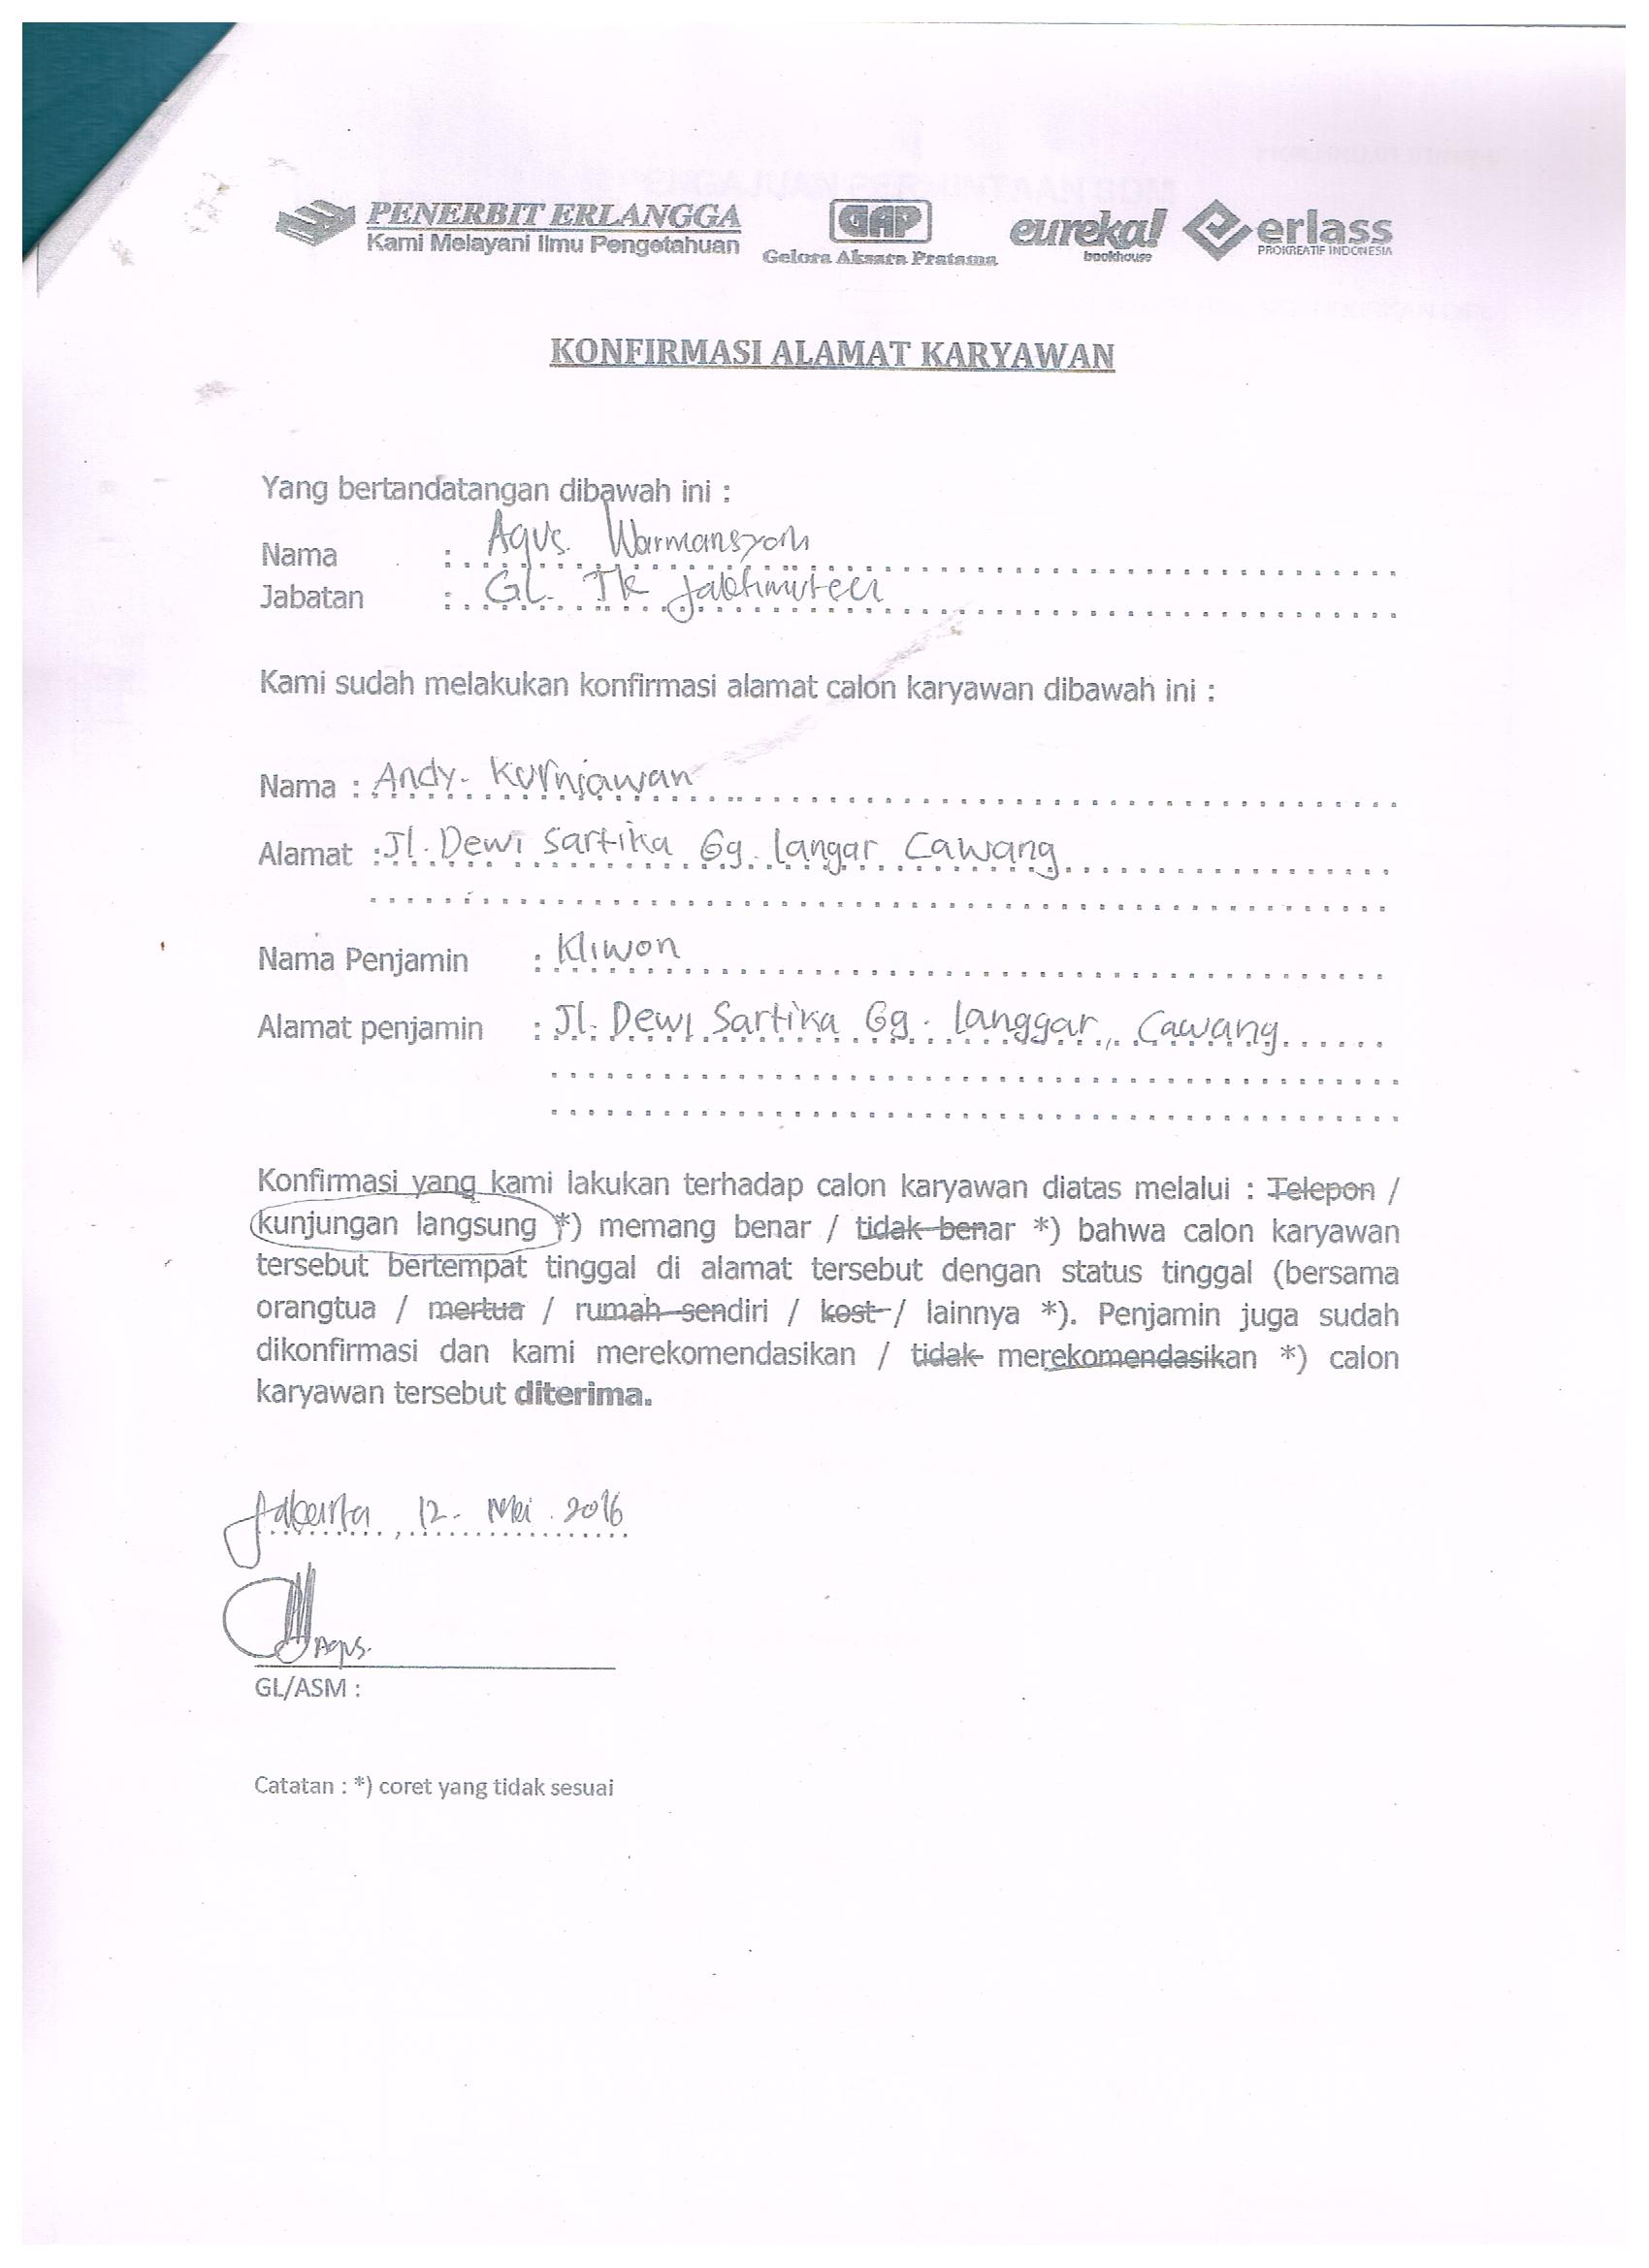 PENERBIT ERLANGGA
Kami Melayani Ilmu Pengetahuan
GAP
Gelora Aksara Pratama
eureka!
bookhouse
erlass
PROKREATIF INDONESIA
KONFIRMASI ALAMAT KARYAWAN
Yang bertandatangan dibawah ini :
Nama : Agus. Warmansyah
Jabatan : GL. TK
Kami sudah melakukan konfirmasi alamat calon karyawan dibawah ini :
Nama : Andy. Kurniawan
Alamat : Jl. Dewi Sartika Gg. langar Cawang
Nama Penjamin : Kliwon
Alamat penjamin : Jl. Dewi Sartika Gg. langgar, Cawang
Konfirmasi yang kami lakukan terhadap calon karyawan diatas melalui : Telepon /
kunjungan langsung *) memang benar / tidak benar *) bahwa calon karyawan
tersebut bertempat tinggal di alamat tersebut dengan status tinggal (bersama
orangtua / mertua / rumah sendiri / kost / lainnya *). Penjamin juga sudah
dikonfirmasi dan kami merekomendasikan / tidak merekomendasikan *) calon
karyawan tersebut diterima.
Jakarta, 12. Mei. 2016
Agus.
GL/ASM :
Catatan : *) coret yang tidak sesuai